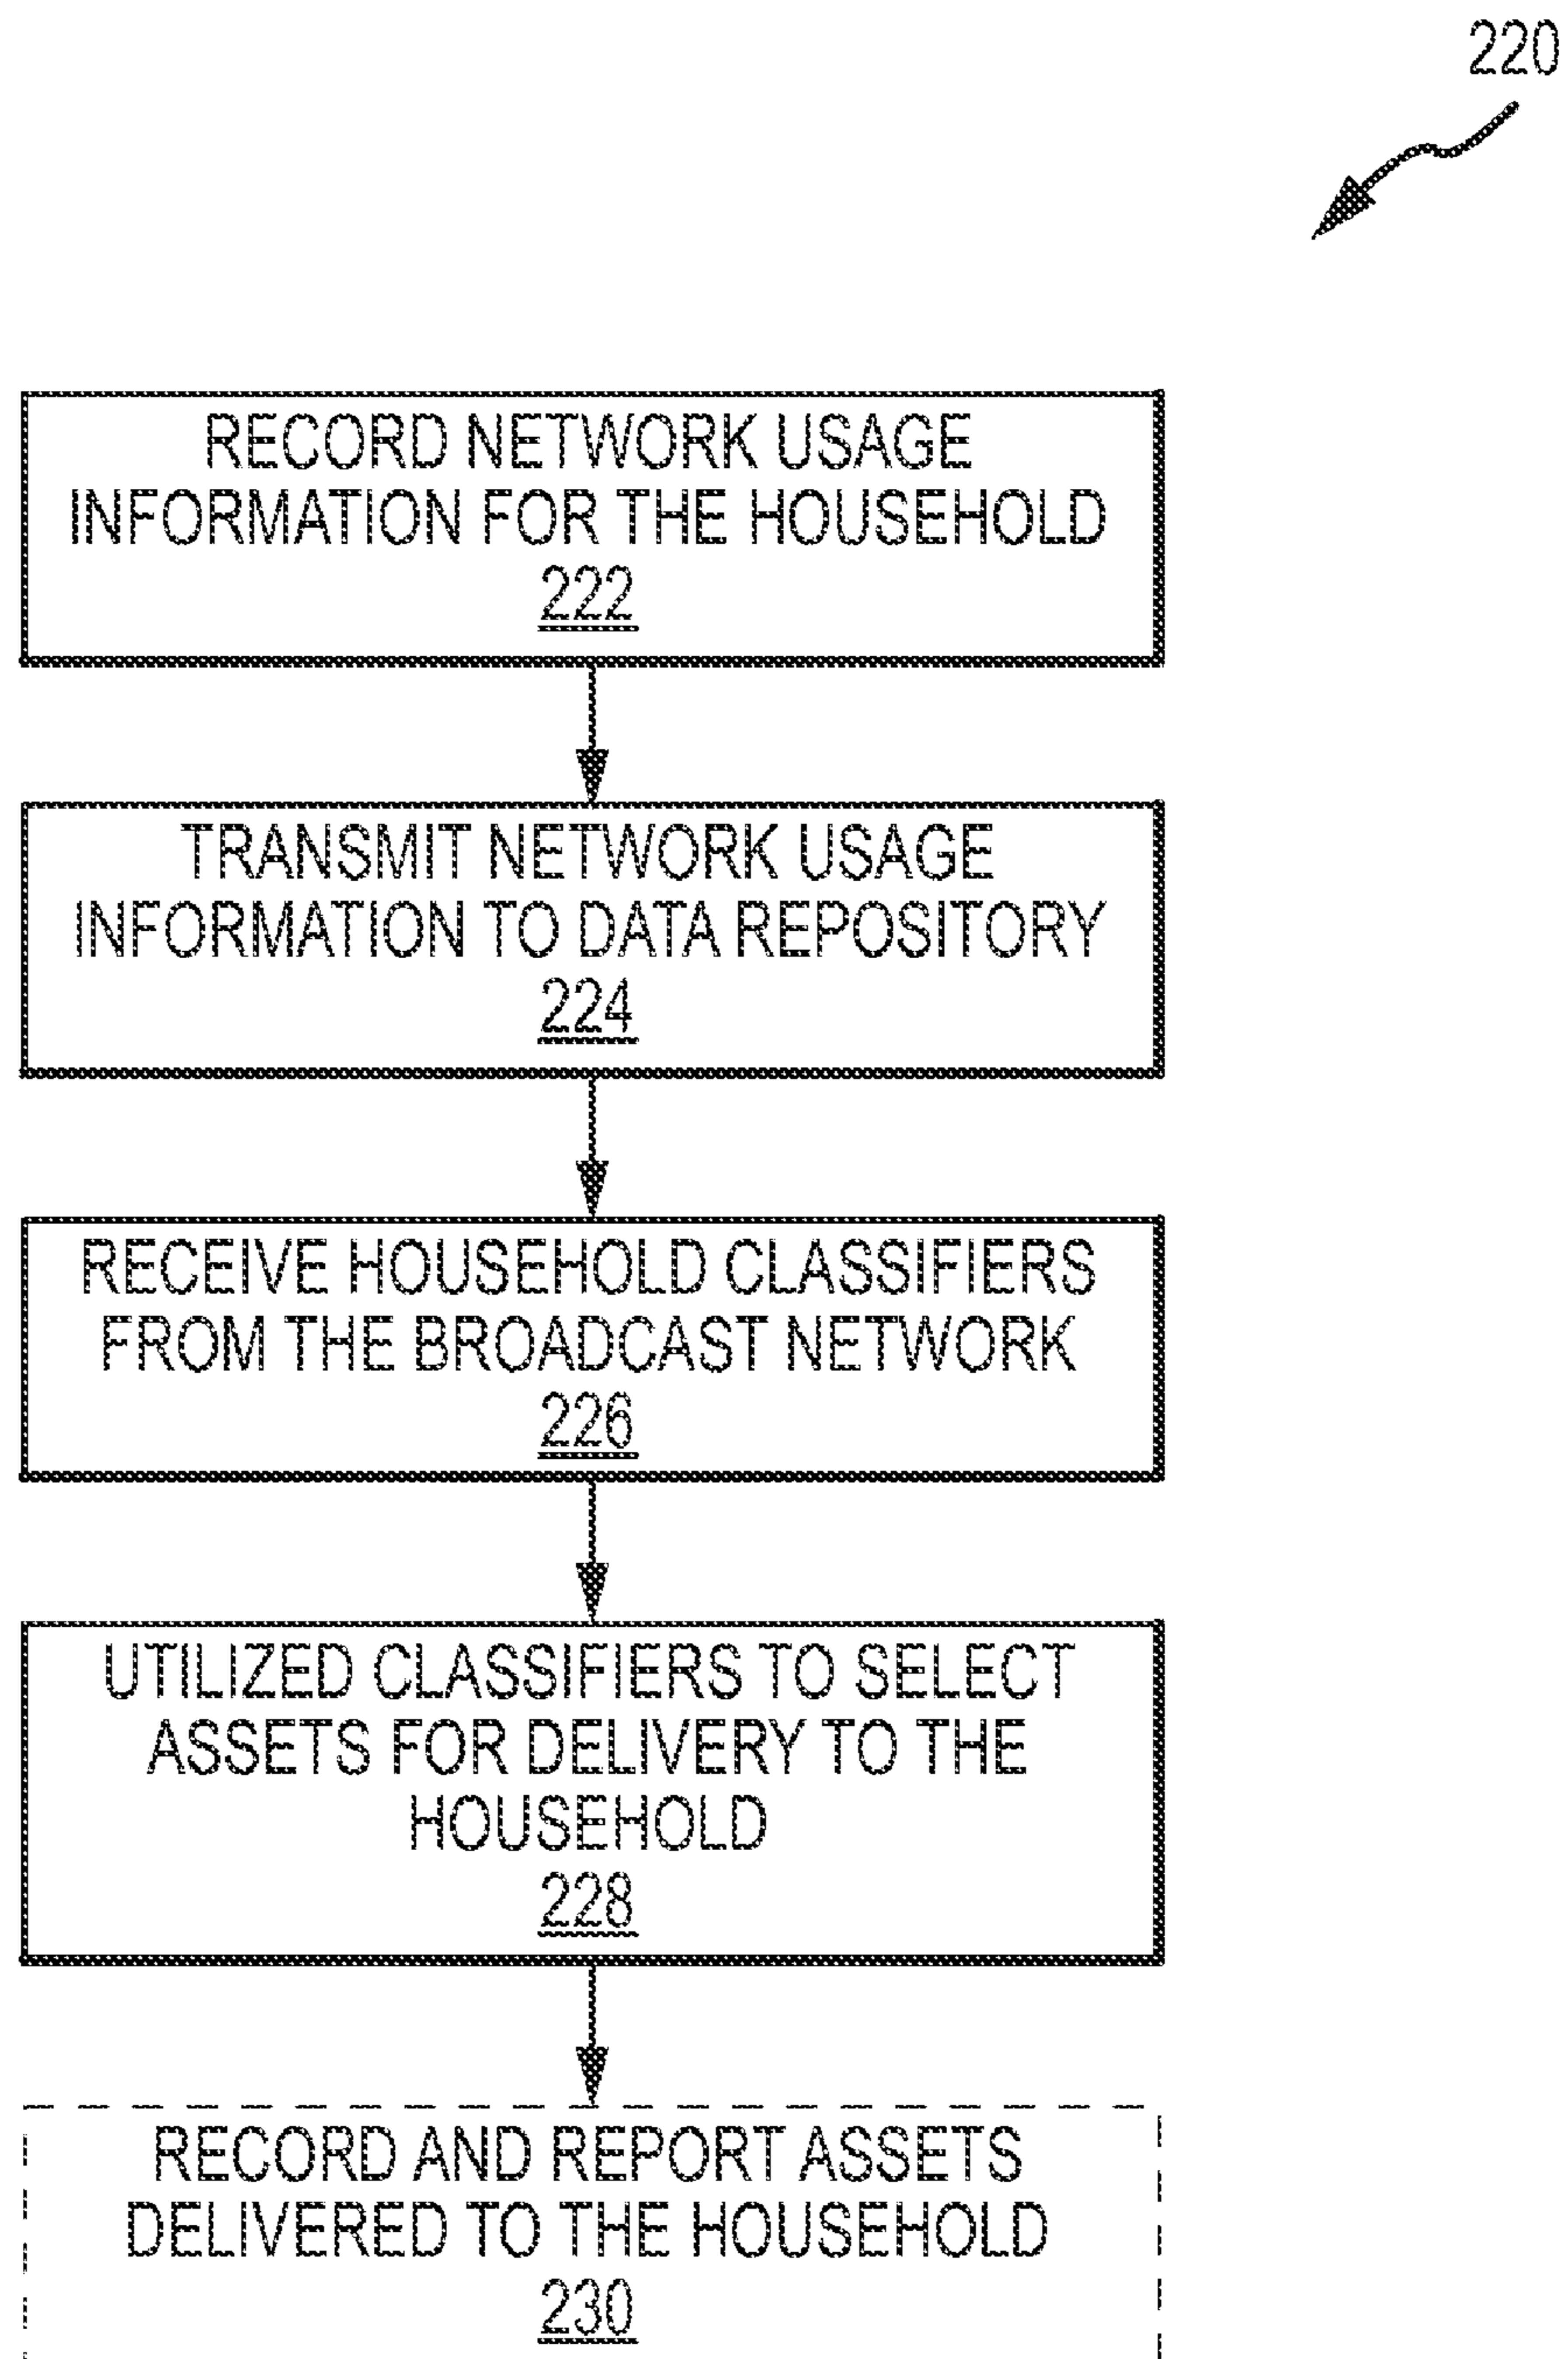 220
RECORD NETWORK USAGE
INFORMATION FOR THE HOUSEHOLD
222
TRANSMIT NETWORK USAGE
INFORMATION TO DATA REPOSITORY
224
RECEIVE HOUSEHOLD CLASSIFIERS
FROM THE BROADCAST NETWORK
226
UTILIZED CLASSIFIERS TO SELECT
ASSETS FOR DELIVERY TO THE
HOUSEHOLD
228
RECORD AND REPORT ASSETS
DELIVERED TO THE HOUSEHOLD
230